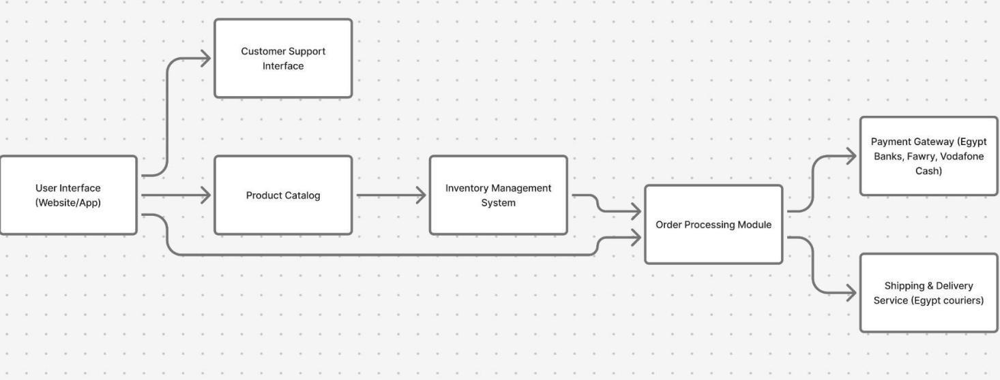 Customer Support
Interface
User Interface
(Website/App)
Product Catalog
Inventory Management
System
Order Processing Module
Payment Gateway (Egypt
Banks, Fawry, Vodafone
Cash)
Shipping & Delivery
Service (Egypt couriers)